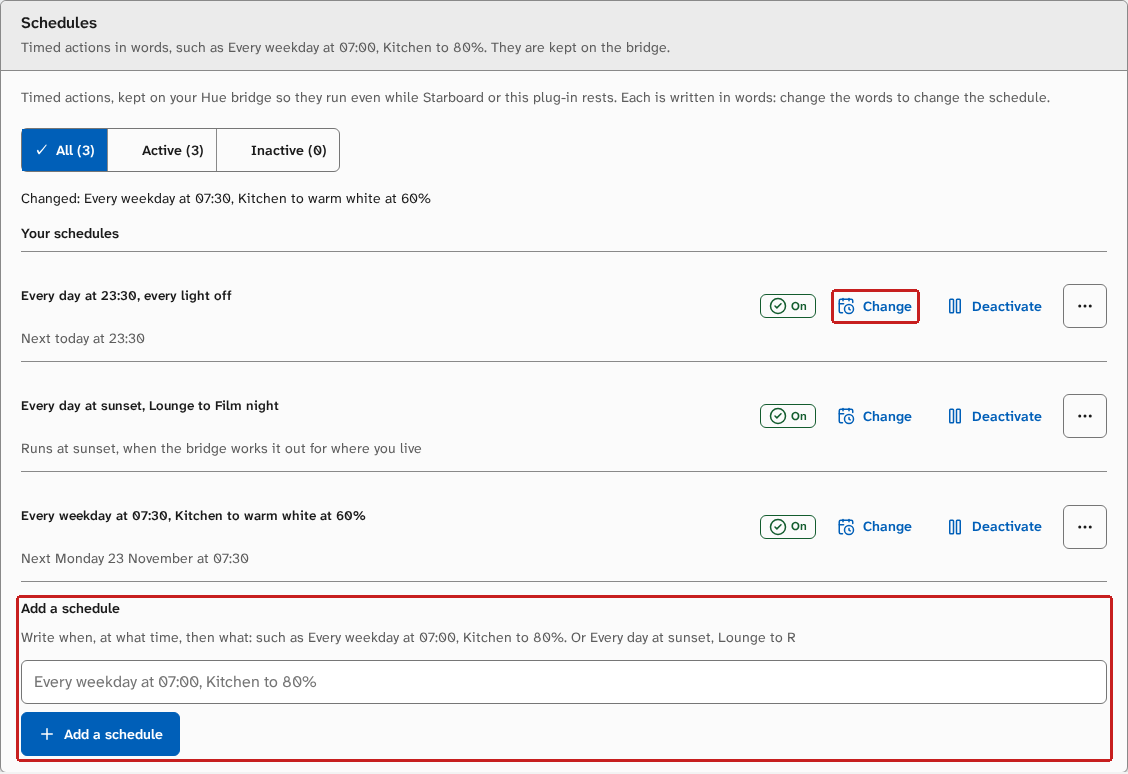 Schedules
Timed actions in words, such as Every weekday at 07:00, Kitchen to 80%. They are kept on the bridge.
Timed actions, kept on your Hue bridge so they run even while Starboard or this plug-in rests. Each is written in words: change the words to change the schedule.
✓ All (3) Active (3) Inactive (0)
Changed: Every weekday at 07:30, Kitchen to warm white at 60%
Your schedules
Every day at 23:30, every light off
On Change Deactivate ...
Next today at 23:30
Every day at sunset, Lounge to Film night
On Change Deactivate ...
Runs at sunset, when the bridge works it out for where you live
Every weekday at 07:30, Kitchen to warm white at 60%
On Change Deactivate ...
Next Monday 23 November at 07:30
Add a schedule
Write when, at what time, then what: such as Every weekday at 07:00, Kitchen to 80%. Or Every day at sunset, Lounge to R
Every weekday at 07:00, Kitchen to 80%
+ Add a schedule